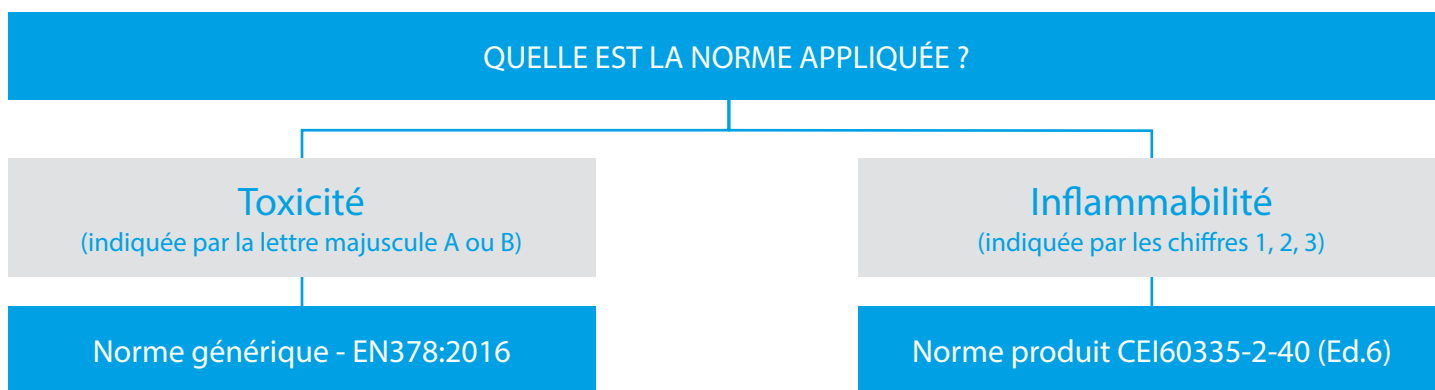 QUELLE EST LA NORME APPLIQUÉE ?
Toxicité
(indiquée par la lettre majuscule A ou B)
Norme générique - EN378:2016
Inflammabilité
(indiquée par les chiffres 1, 2, 3)
Norme produit CEI60335-2-40 (Ed.6)